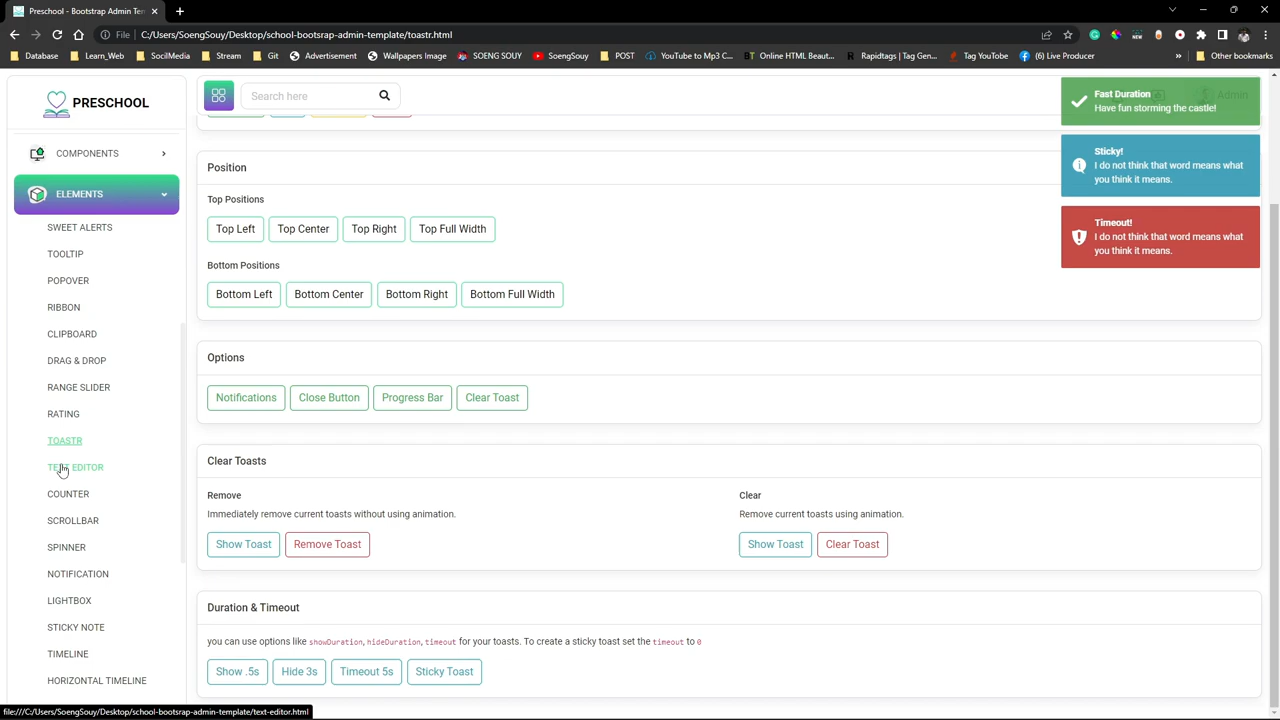 Preschool - Bootstrap Admin Tem
File
C:/Users/SoengSouy/Desktop/school-bootsrap-admin-template/toastr.html
Database
Learn_Web
SocilMedia
Stream
Git
Advertisement
Wallpapers Images
SOENG SOUY
SoengSouy
POST
YouTube to Mp3 C...
Online HTML Beaut...
Rapidtags | Tag Gen...
Tag YouTube
(Live Producer
Other bookmarks
PRESCHOOL
COMPONENTS
ELEMENTS
SWEET ALERTS
TOOLTIP
POPOVER
RIBBON
CLIPBOARD
DRAG & DROP
RANGE SLIDER
RATING
TOASTR
TEXT EDITOR
COUNTER
SCROLLBAR
SPINNER
NOTIFICATION
LIGHTBOX
STICKY NOTE
TIMELINE
HORIZONTAL TIMELINE
Search here
Admin
Fast Duration
Have fun storming the castle!
Sticky!
I do not think that word means what
you think it means.
Timeout!
I do not think that word means what
you think it means.
Position
Top Positions
Top Left
Top Center
Top Right
Top Full Width
Bottom Positions
Bottom Left
Bottom Center
Bottom Right
Bottom Full Width
Options
Notifications
Close Button
Progress Bar
Clear Toast
Clear Toasts
Remove
Immediately remove current toasts without using animation.
Show Toast
Remove Toast
Clear
Remove current toasts using animation.
Show Toast
Clear Toast
Duration & Timeout
you can use options like showDuration, hideDuration, timeout for your toasts. To create a sticky toast set the timeout to 0
Show .5s
Hide 3s
Timeout 5s
Sticky Toast
file:///C:/Users/SoengSouy/Desktop/school-bootsrap-admin-template/text-editor.html